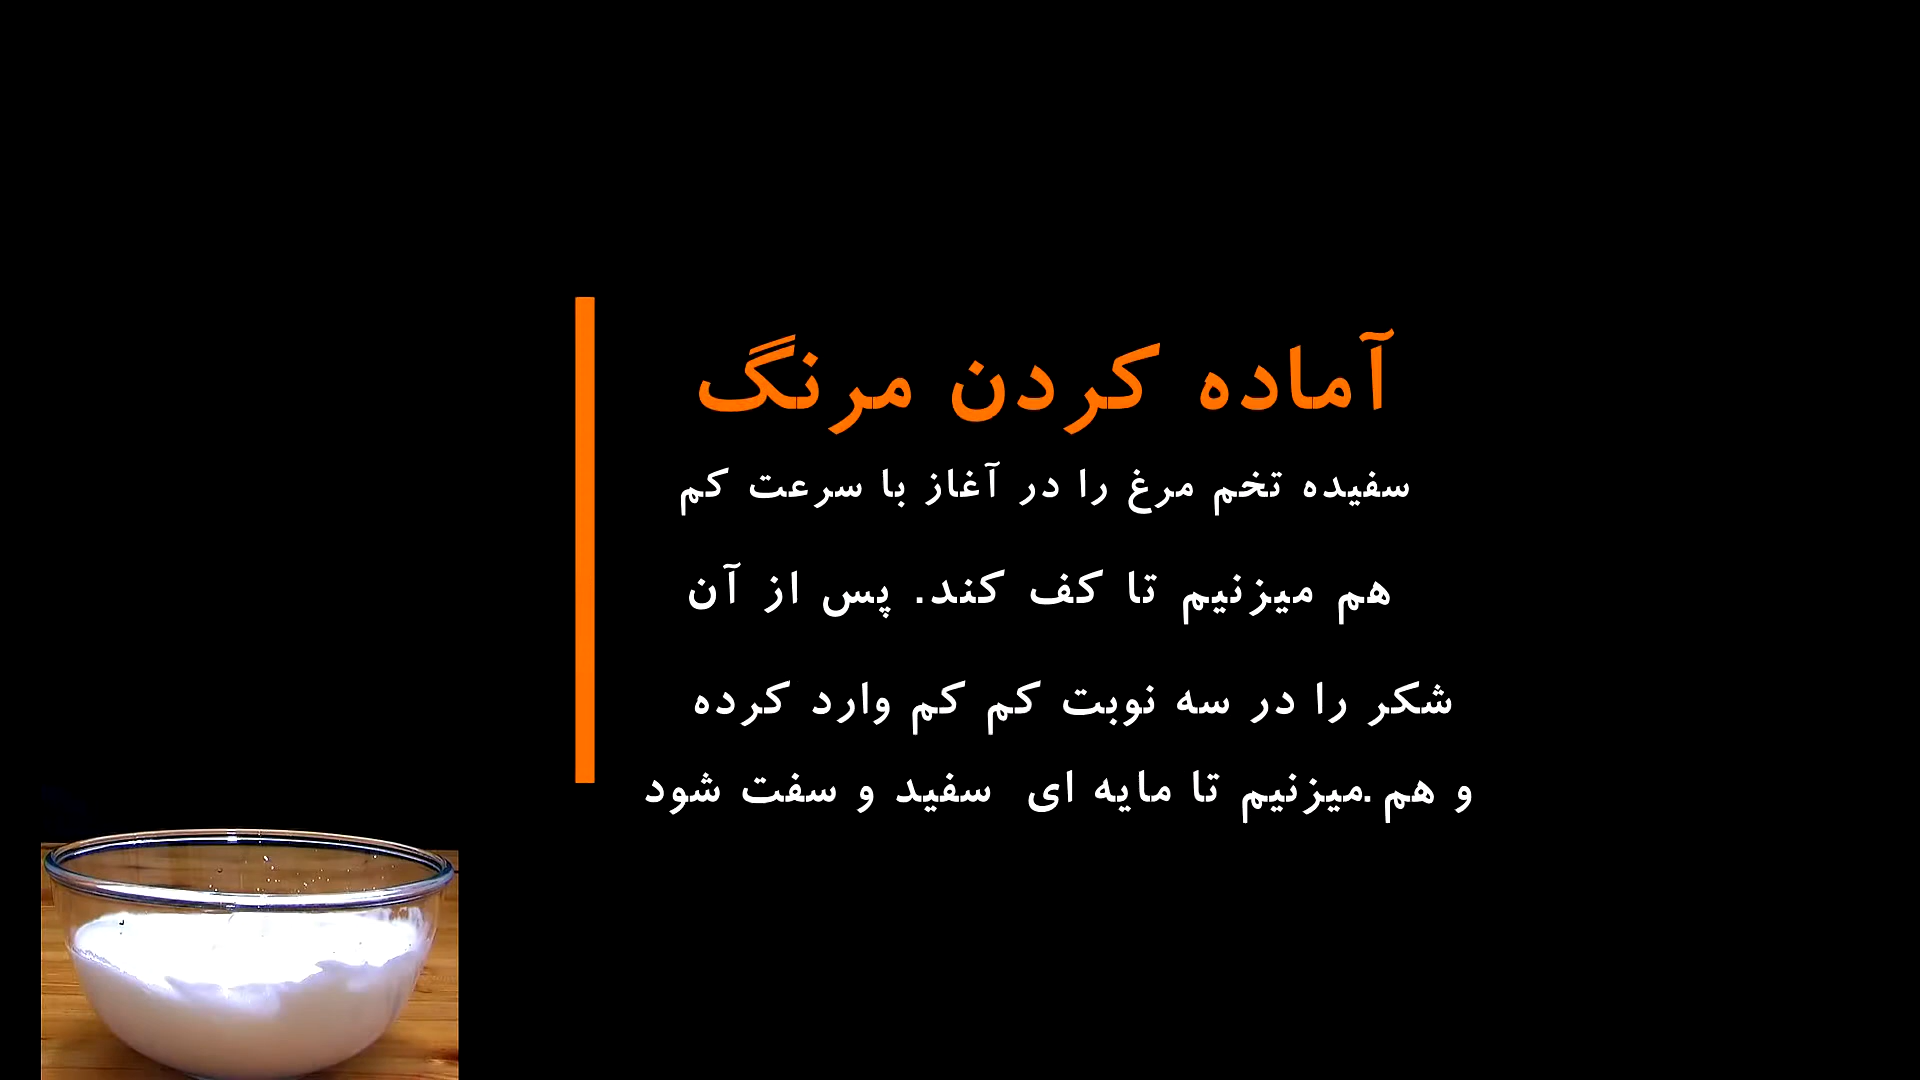 آماده کردن مرنگ
سفیده تخم مرغ را در آغاز با سرعت کم
هم میزنیم تا کف کند. پس از آن
شکر را در سه نوبت کم کم وارد کرده
و هم.میزنیم تا مایه ای سفید و سفت شود